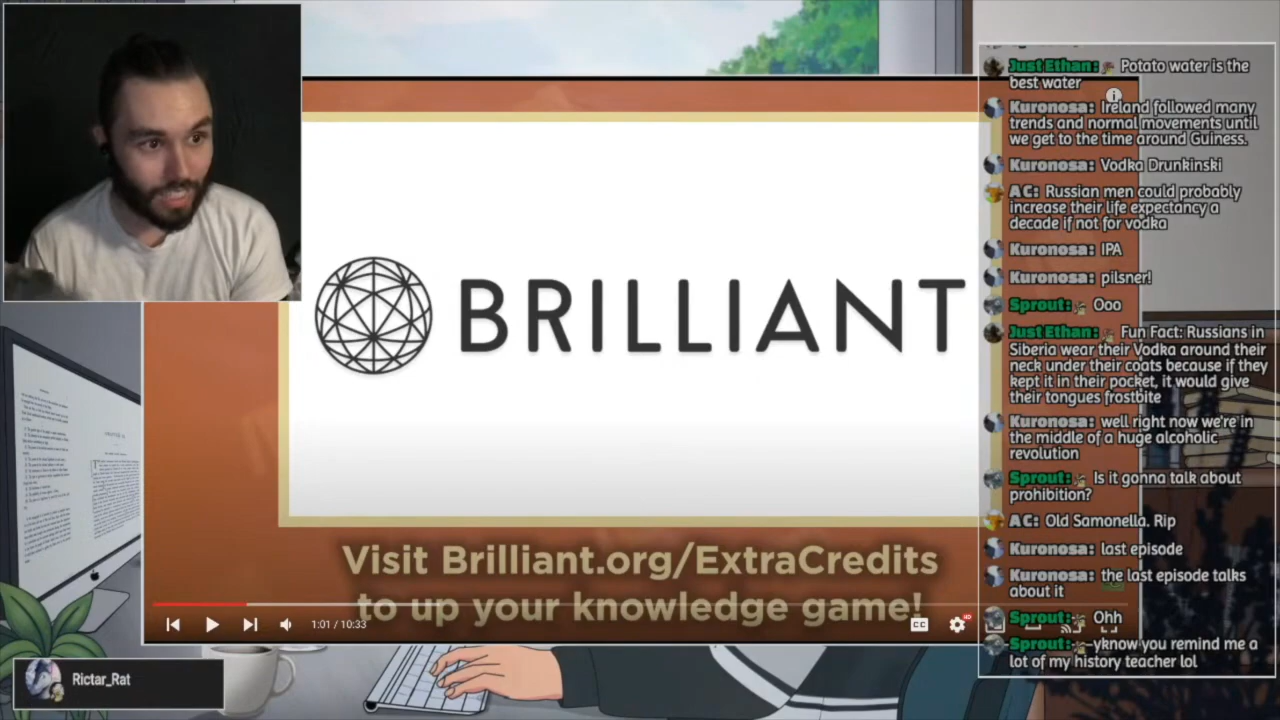 BRILLIANT
Visit Brilliant.org/ExtraCredits
to up your knowledge game!
1:01 / 10:33
CC
HD
Rictar_Rat
Just Ethan: Potato water is the
best water
Kuronosa: Ireland followed many
trends and normal movements until
we get to the time around Guiness.
Kuronosa: Vodka Drunkinski
AC: Russian men could probably
increase their life expectancy a
decade if not for vodka
Kuronosa: IPA
Kuronosa: pilsner!
Sprout: Ooo
Just Ethan: Fun Fact: Russians in
Siberia wear their Vodka around their
neck under their coats because if they
kept it in their pocket, it would give
their tongues frostbite
Kuronosa: well right now we're in
the middle of a huge alcoholic
revolution
Sprout: Is it gonna talk about
prohibition?
AC: Old Samonella. Rip
Kuronosa: last episode
Kuronosa: the last episode talks
about it
Sprout: Ohh
Sprout: yknow you remind me a
lot of my history teacher lol